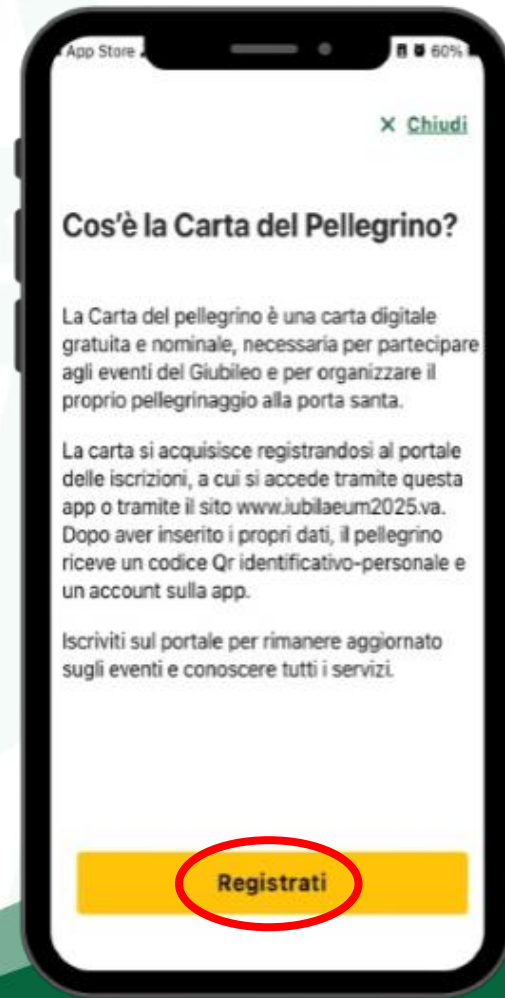 App Store
60%
× Chiudi
Cos'è la Carta del Pellegrino?
La Carta del pellegrino è una carta digitale
gratuita e nominale, necessaria per partecipare
agli eventi del Giubileo e per organizzare il
proprio pellegrinaggio alla porta santa.
La carta si acquisisce registrandosi al portale
delle iscrizioni, a cui si accede tramite questa
app o tramite il sito www.iubilaeum2025.va.
Dopo aver inserito i propri dati, il pellegrino
riceve un codice Qr identificativo-personale e
un account sulla app.
Iscriviti sul portale per rimanere aggiornato
sugli eventi e conoscere tutti i servizi.
Registrati